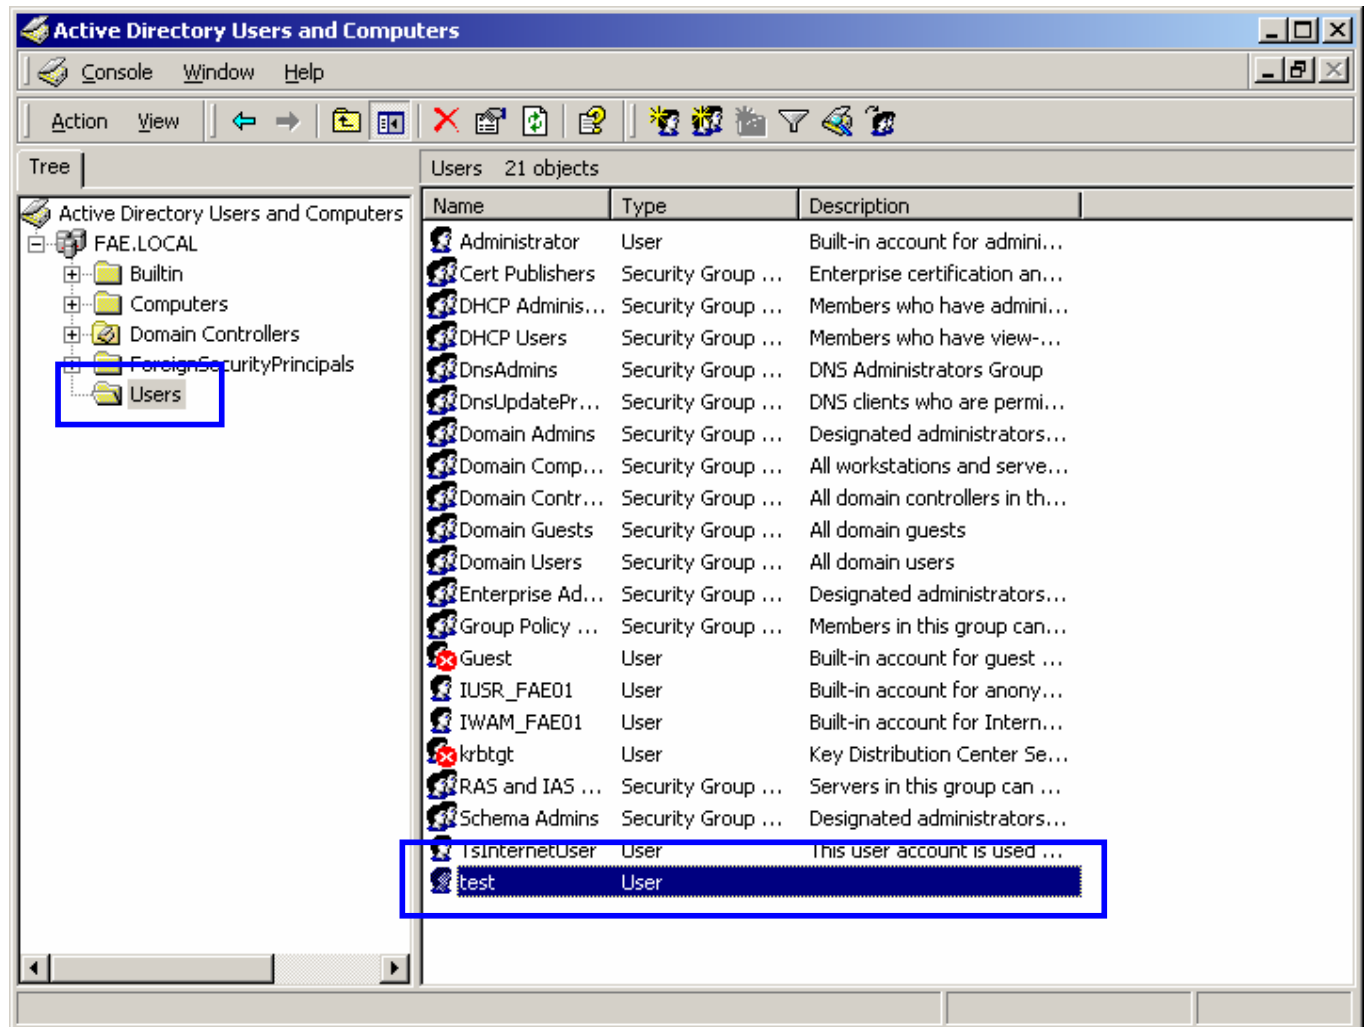 Active Directory Users and Computers
Console Window Help
Action View
Tree
Users 21 objects
Active Directory Users and Computers
FAE.LOCAL
Builtin
Computers
Domain Controllers
ForeignSecurityPrincipals
Users
Name Type Description
Administrator User Built-in account for admini...
Cert Publishers Security Group ... Enterprise certification an...
DHCP Adminis... Security Group ... Members who have admini...
DHCP Users Security Group ... Members who have view-...
DnsAdmins Security Group ... DNS Administrators Group
DnsUpdatePr... Security Group ... DNS clients who are permi...
Domain Admins Security Group ... Designated administrators...
Domain Comp... Security Group ... All workstations and serve...
Domain Contr... Security Group ... All domain controllers in th...
Domain Guests Security Group ... All domain guests
Domain Users Security Group ... All domain users
Enterprise Ad... Security Group ... Designated administrators...
Group Policy ... Security Group ... Members in this group can...
Guest User Built-in account for guest ...
IUSR_FAE01 User Built-in account for anony...
IWAM_FAE01 User Built-in account for Intern...
krbtgt User Key Distribution Center Se...
RAS and IAS ... Security Group ... Servers in this group can ...
Schema Admins Security Group ... Designated administrators...
TsInternetUser User This user account is used ...
test User